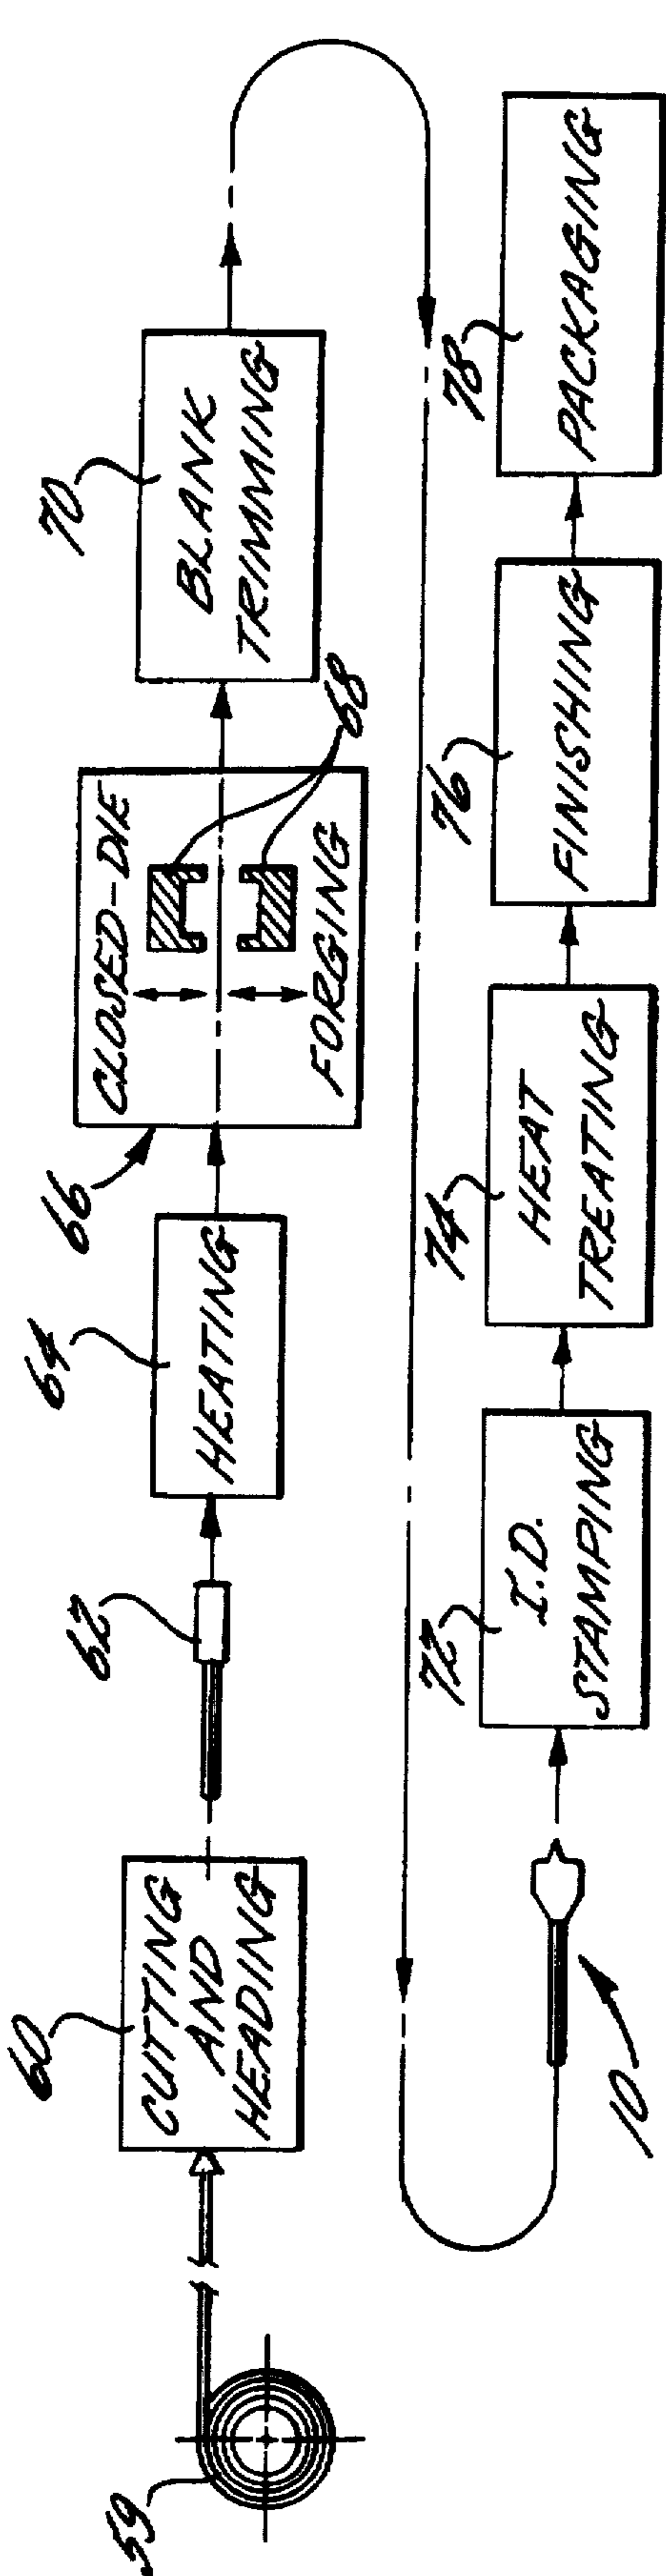 59
60
CUTTING
AND
HEADING
62
64
HEATING
66
CLOSED-DIE
FORGING
68
70
BLANK
TRIMMING
10
72
I.D.
STAMPING
74
HEAT
TREATING
76
FINISHING
78
PACKAGING